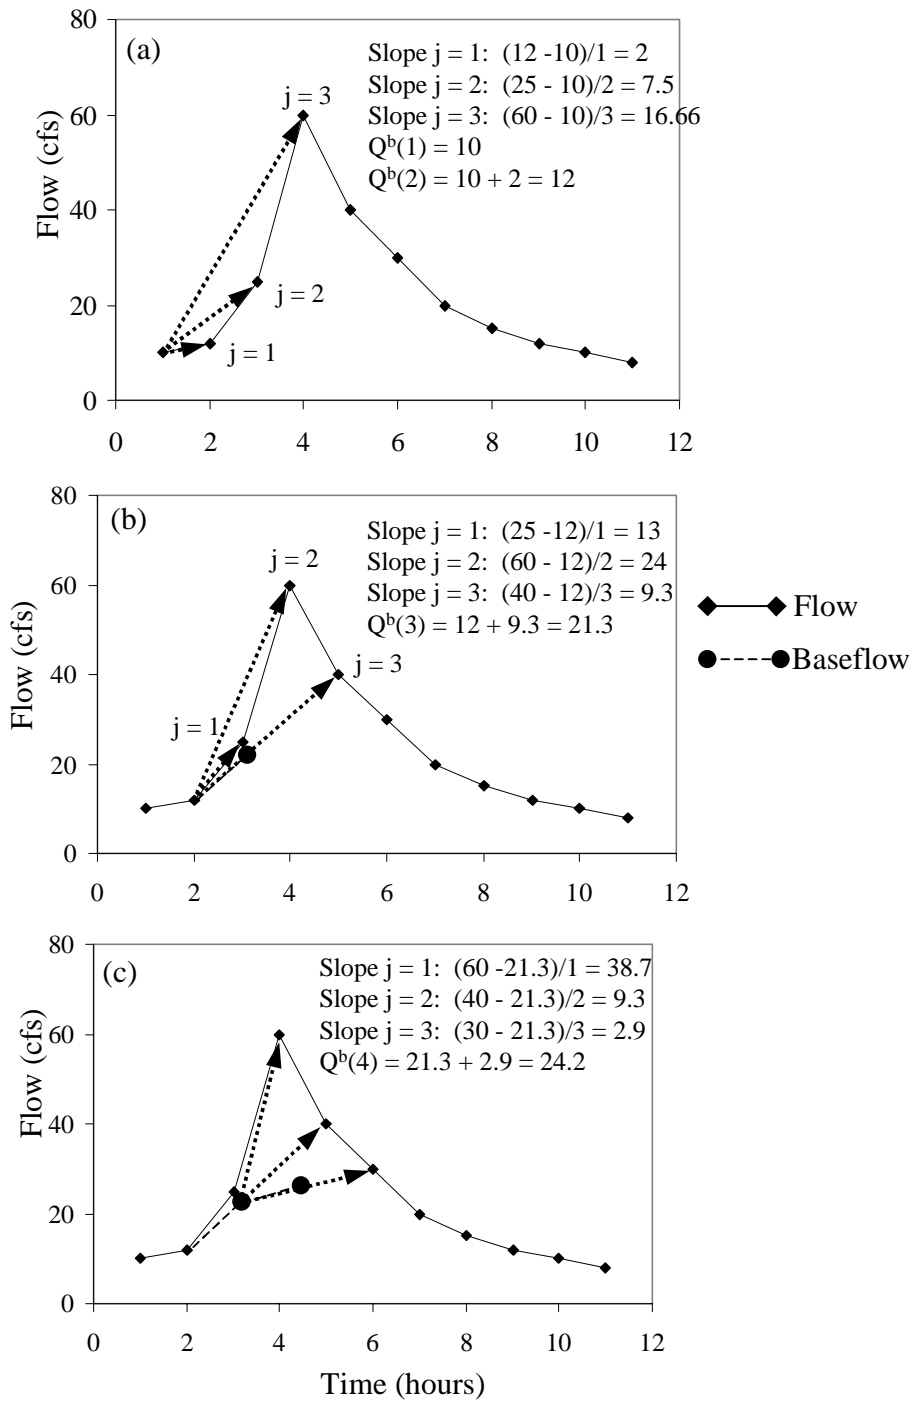 80
60
40
20
0
0 2 4 6 8 10 12
Flow (cfs)
(a)
Slope j = 1: (12 -10)/1 = 2
Slope j = 2: (25 - 10)/2 = 7.5
Slope j = 3: (60 - 10)/3 = 16.66
Qᵇ(1) = 10
Qᵇ(2) = 10 + 2 = 12
j = 3
j = 2
j = 1
80
60
40
20
0
0 2 4 6 8 10 12
Flow (cfs)
(b)
Slope j = 1: (25 -12)/1 = 13
Slope j = 2: (60 - 12)/2 = 24
Slope j = 3: (40 - 12)/3 = 9.3
Qᵇ(3) = 12 + 9.3 = 21.3
j = 2
j = 3
j = 1
Flow
Baseflow
80
60
40
20
0
0 2 4 6 8 10 12
Flow (cfs)
(c)
Slope j = 1: (60 -21.3)/1 = 38.7
Slope j = 2: (40 - 21.3)/2 = 9.3
Slope j = 3: (30 - 21.3)/3 = 2.9
Qᵇ(4) = 21.3 + 2.9 = 24.2
Time (hours)